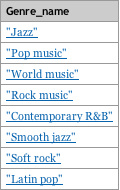 Genre_name
"Jazz"
"Pop music"
"World music"
"Rock music"
"Contemporary R&B"
"Smooth jazz"
"Soft rock"
"Latin pop"